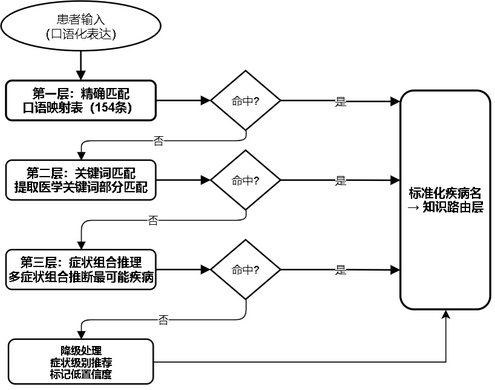 患者输入
(口语化表达)
第一层：精确匹配
口语映射表（154条）
命中?
是
否
第二层：关键词匹配
提取医学关键词部分匹配
命中?
是
否
第三层：症状组合推理
多症状组合推断最可能疾病
命中?
是
否
标准化疾病名
→ 知识路由层
降级处理
症状级别推荐
标记低置信度